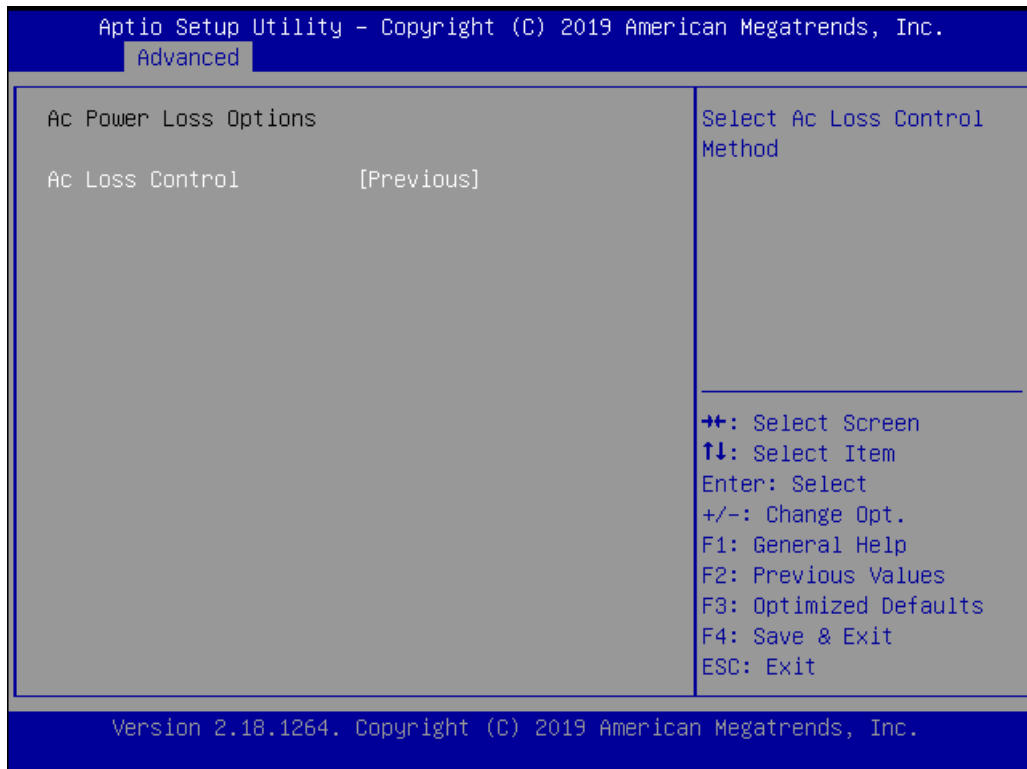 Aptio Setup Utility – Copyright (C) 2019 American Megatrends, Inc.
Advanced
Ac Power Loss Options
Ac Loss Control [Previous]
Select Ac Loss Control
Method
→←: Select Screen
↑↓: Select Item
Enter: Select
+/-: Change Opt.
F1: General Help
F2: Previous Values
F3: Optimized Defaults
F4: Save & Exit
ESC: Exit
Version 2.18.1264. Copyright (C) 2019 American Megatrends, Inc.